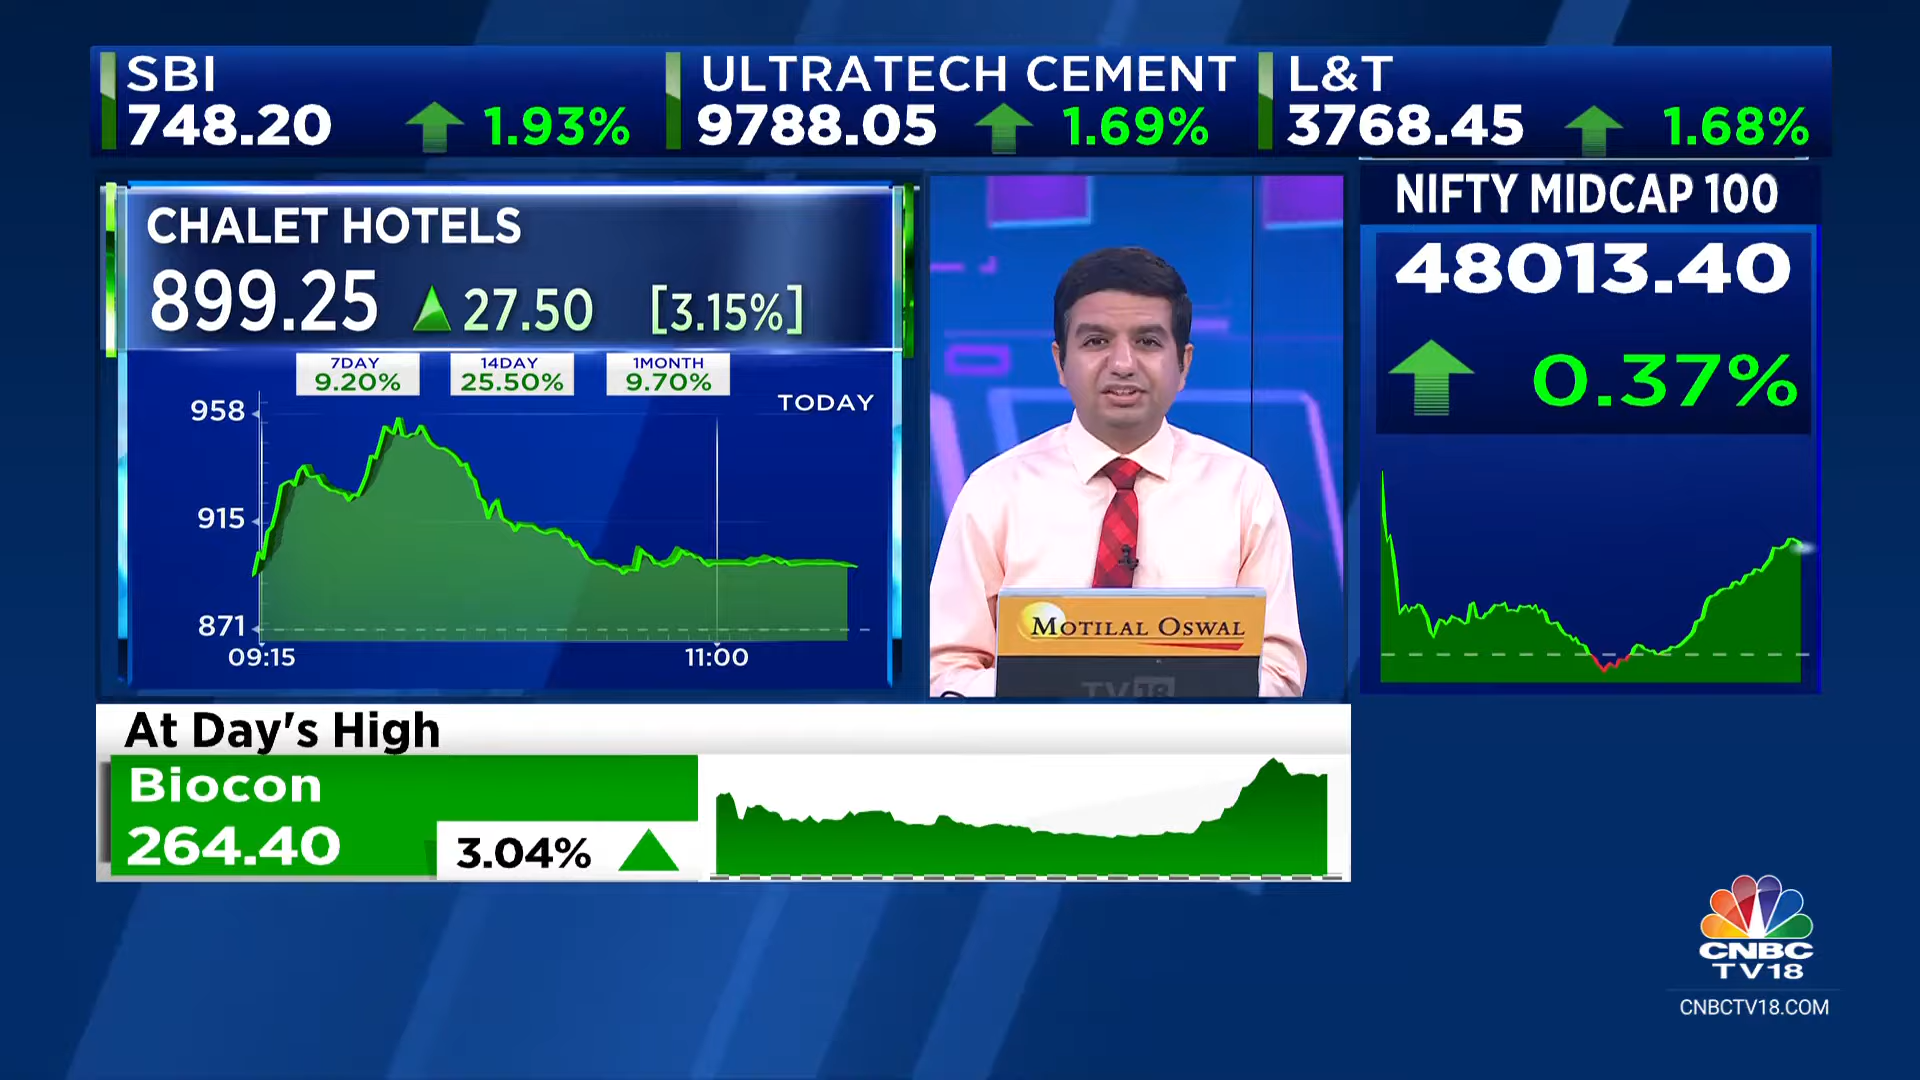 SBI
748.20 1.93%
ULTRATECH CEMENT
9788.05 1.69%
L&T
3768.45 1.68%
CHALET HOTELS
899.25 27.50 [3.15%]
7DAY
9.20%
14DAY
25.50%
1MONTH
9.70%
TODAY
958
915
871
09:15 11:00
MOTILAL OSWAL
TV18
NIFTY MIDCAP 100
48013.40
0.37%
At Day's High
Biocon
264.40 3.04%
CNBC
TV18
CNBCTV18.COM